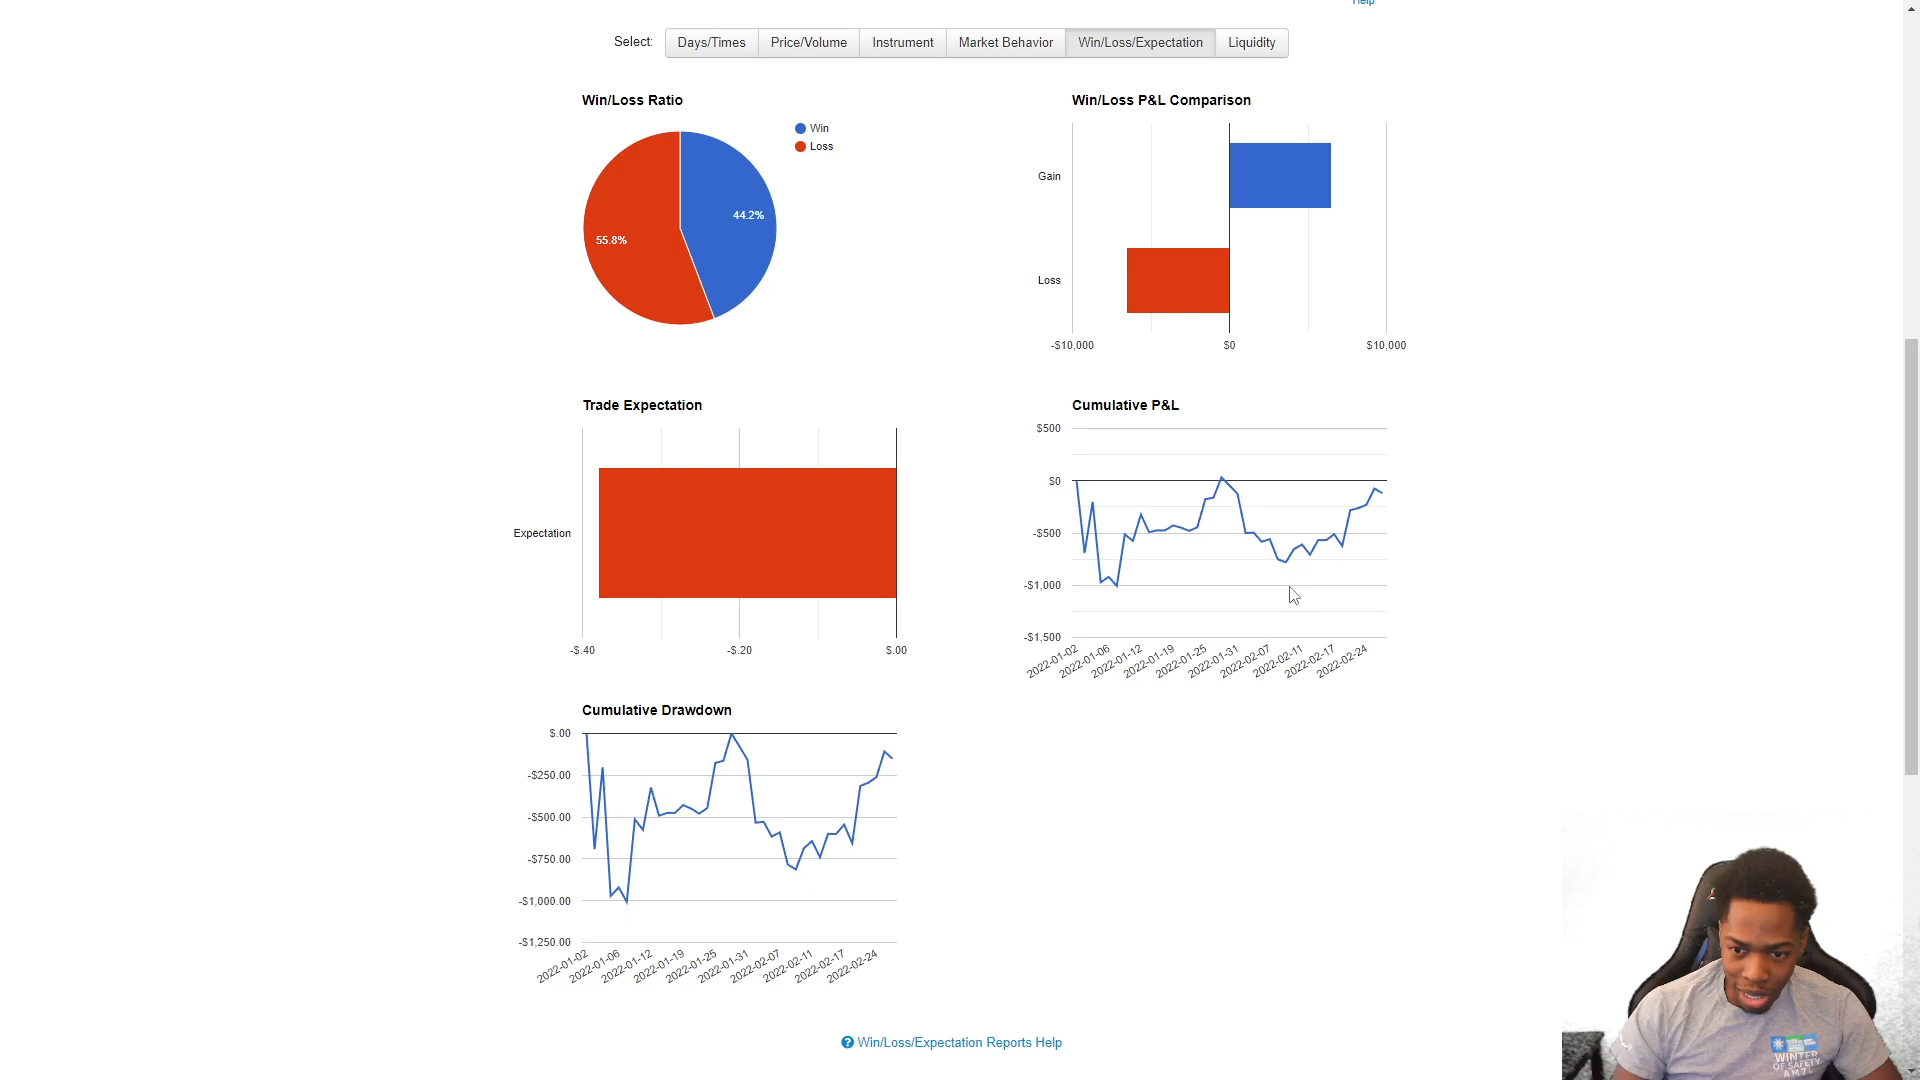 Help
Select: Days/Times Price/Volume Instrument Market Behavior Win/Loss/Expectation Liquidity
Win/Loss Ratio
Win
Loss
44.2%
55.8%
Win/Loss P&L Comparison
Gain
Loss
-$10,000 $0 $10,000
Trade Expectation
Expectation
-$.40 -$.20 $.00
Cumulative P&L
$500
$0
-$500
-$1,000
-$1,500
2022-01-02 2022-01-06 2022-01-12 2022-01-19 2022-01-25 2022-01-31 2022-02-07 2022-02-11 2022-02-17 2022-02-24
Cumulative Drawdown
$.00
-$250.00
-$500.00
-$750.00
-$1,000.00
-$1,250.00
2022-01-02 2022-01-06 2022-01-12 2022-01-19 2022-01-25 2022-01-31 2022-02-07 2022-02-11 2022-02-17 2022-02-24
? Win/Loss/Expectation Reports Help
WINTER
OF SAFETY
AMZL